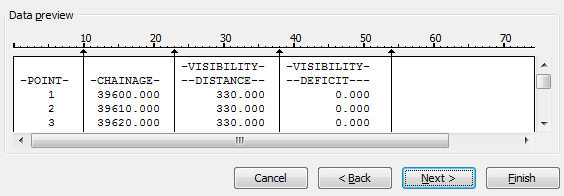 Data preview
10 20 30 40 50 60 70
-VISIBILITY- -VISIBILITY-
-POINT- -CHAINAGE- --DISTANCE-- --DEFICIT---
1 39600.000 330.000 0.000
2 39610.000 330.000 0.000
3 39620.000 330.000 0.000
Cancel < Back Next > Finish